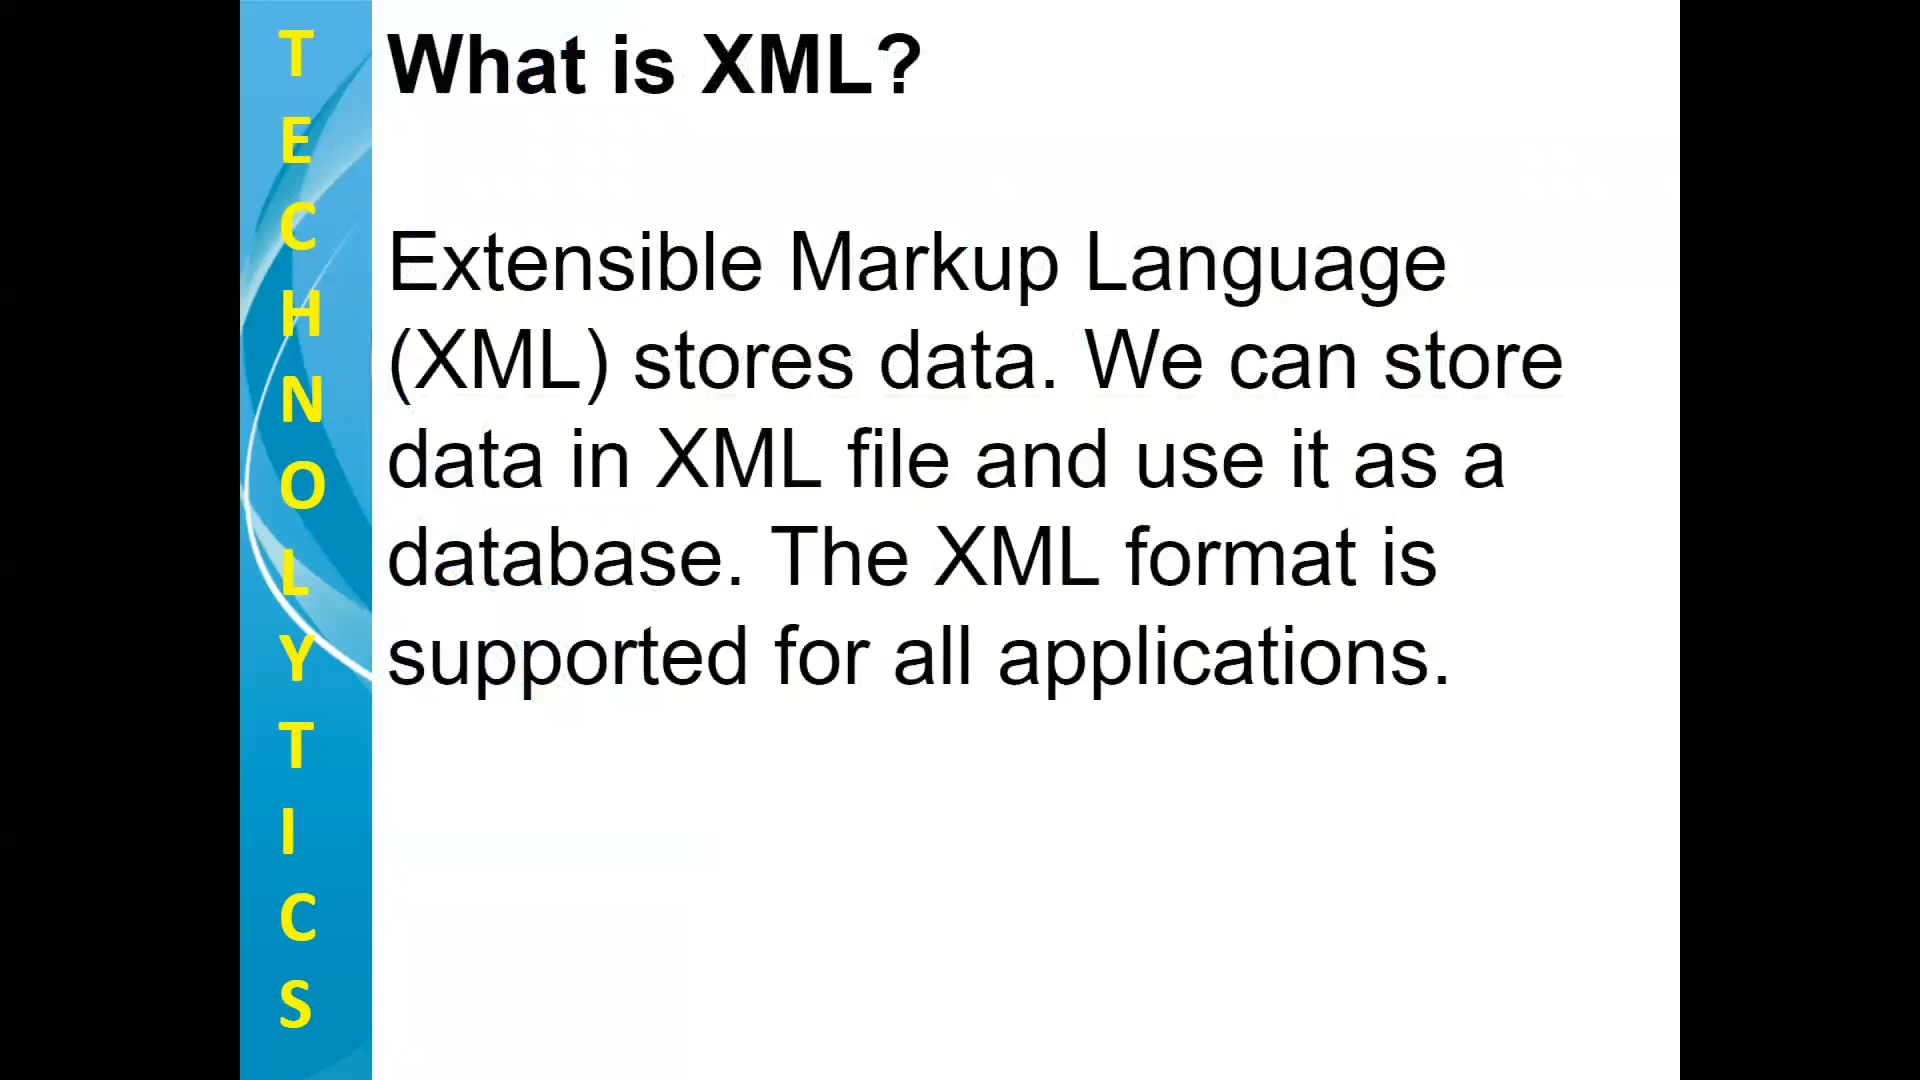 TECHNOLYTICS
What is XML?
Extensible Markup Language
(XML) stores data. We can store
data in XML file and use it as a
database. The XML format is
supported for all applications.